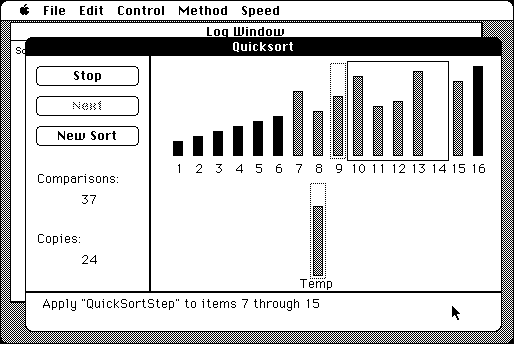 File Edit Control Method Speed
Log Window
So
Quicksort
Stop
Next
New Sort
Comparisons:
37
Copies:
24
1 2 3 4 5 6 7 8 9 10 11 12 13 14 15 16
Temp
Apply "QuickSortStep" to items 7 through 15